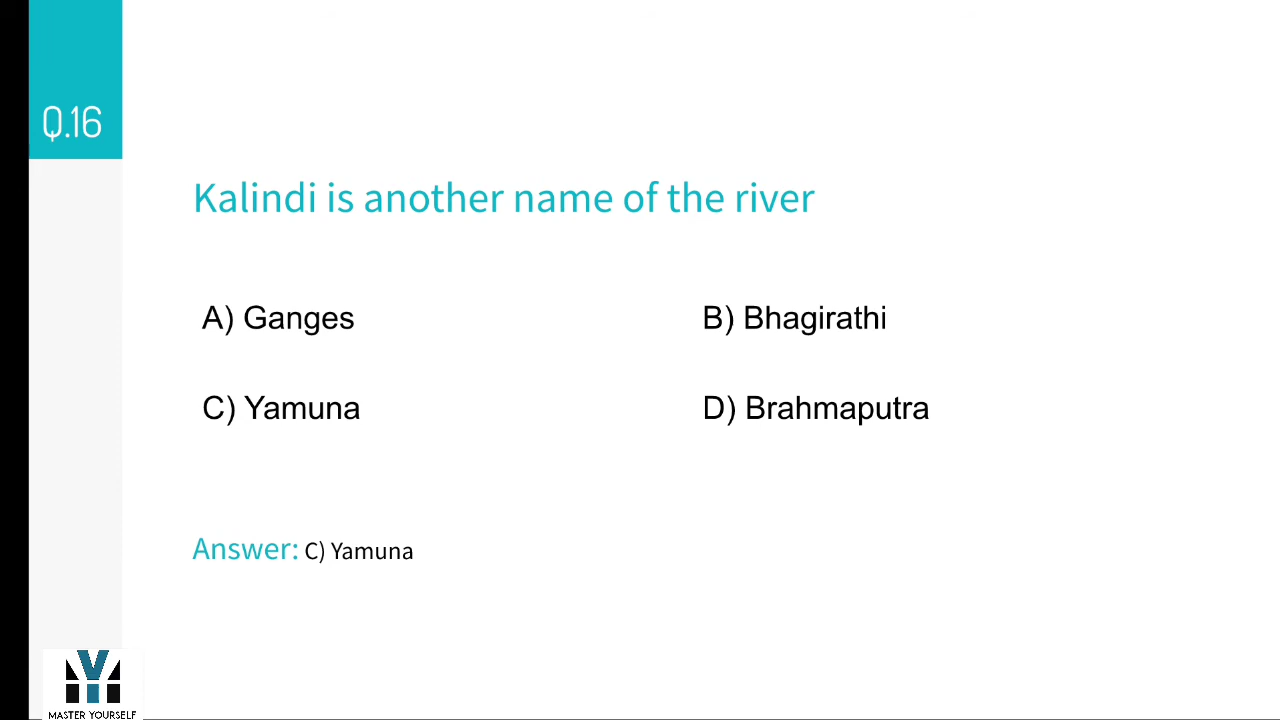 Q.16
Kalindi is another name of the river
A) Ganges B) Bhagirathi
C) Yamuna D) Brahmaputra
Answer: C) Yamuna
MASTER YOURSELF